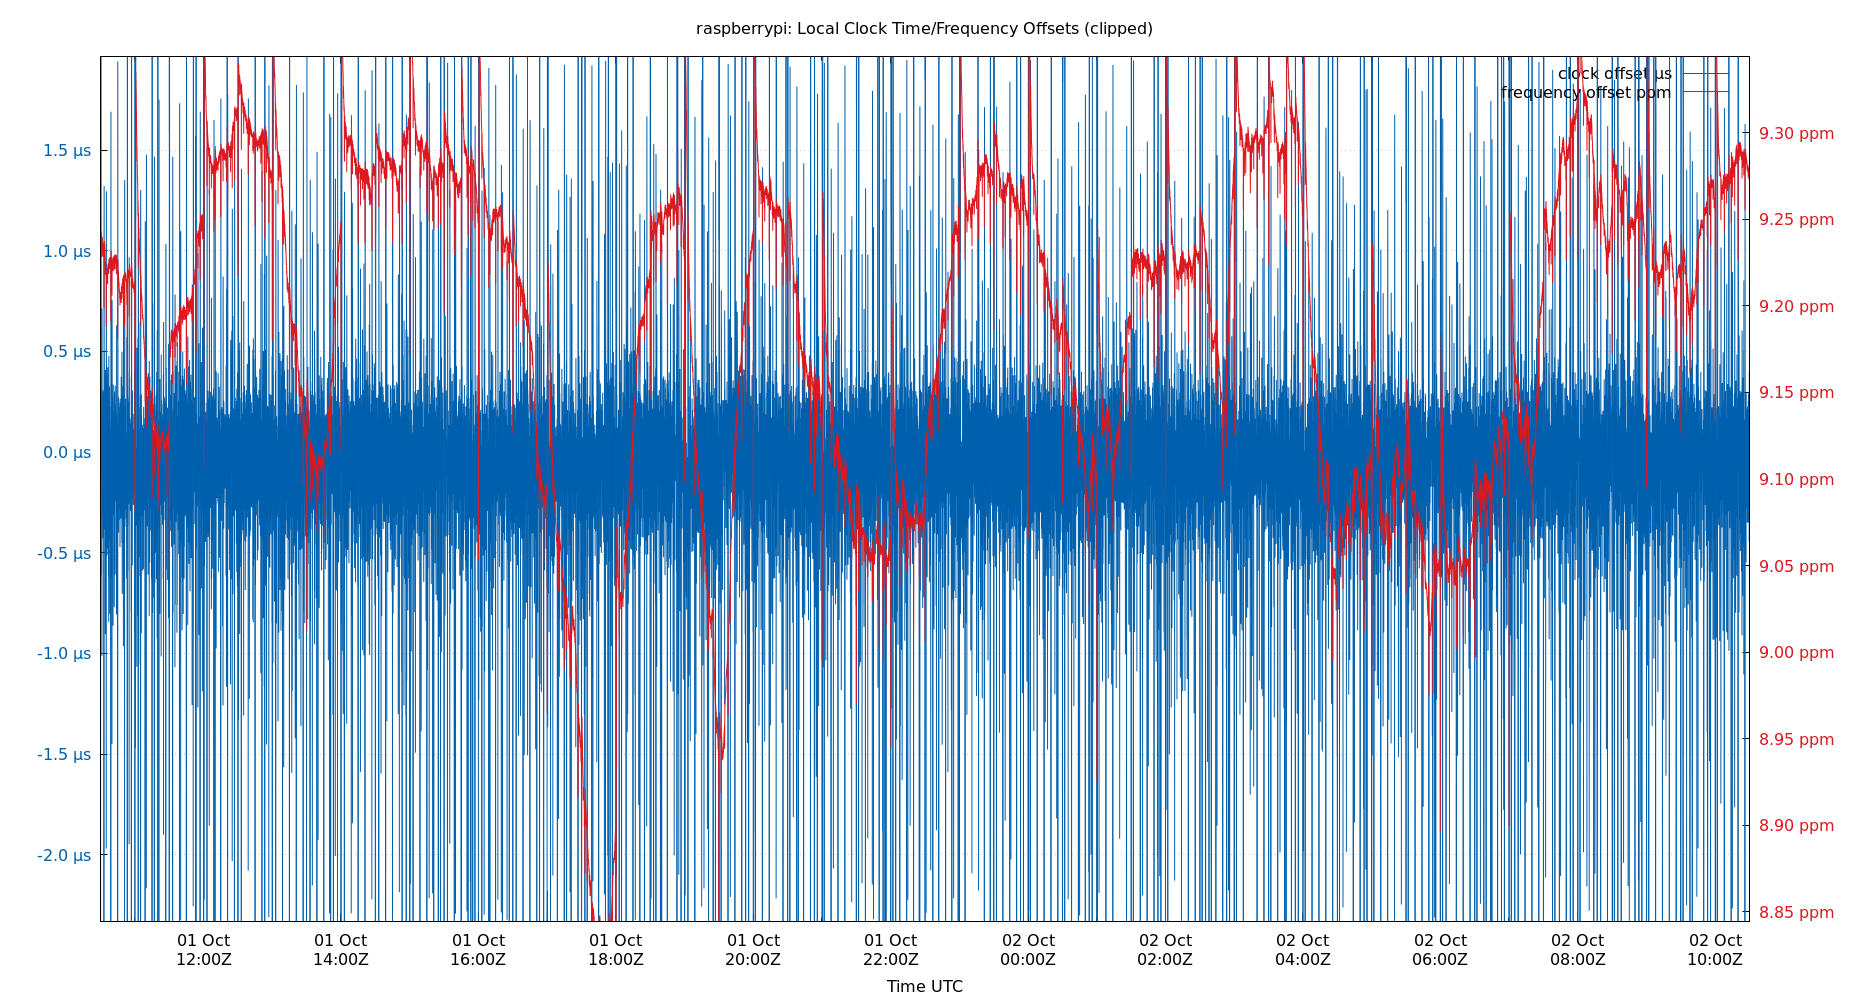 raspberrypi: Local Clock Time/Frequency Offsets (clipped)
clock offset µs
frequency offset ppm
1.5 µs
1.0 µs
0.5 µs
0.0 µs
-0.5 µs
-1.0 µs
-1.5 µs
-2.0 µs
9.30 ppm
9.25 ppm
9.20 ppm
9.15 ppm
9.10 ppm
9.05 ppm
9.00 ppm
8.95 ppm
8.90 ppm
8.85 ppm
01 Oct 01 Oct 01 Oct 01 Oct 01 Oct 01 Oct 02 Oct 02 Oct 02 Oct 02 Oct 02 Oct 02 Oct
12:00Z 14:00Z 16:00Z 18:00Z 20:00Z 22:00Z 00:00Z 02:00Z 04:00Z 06:00Z 08:00Z 10:00Z
Time UTC